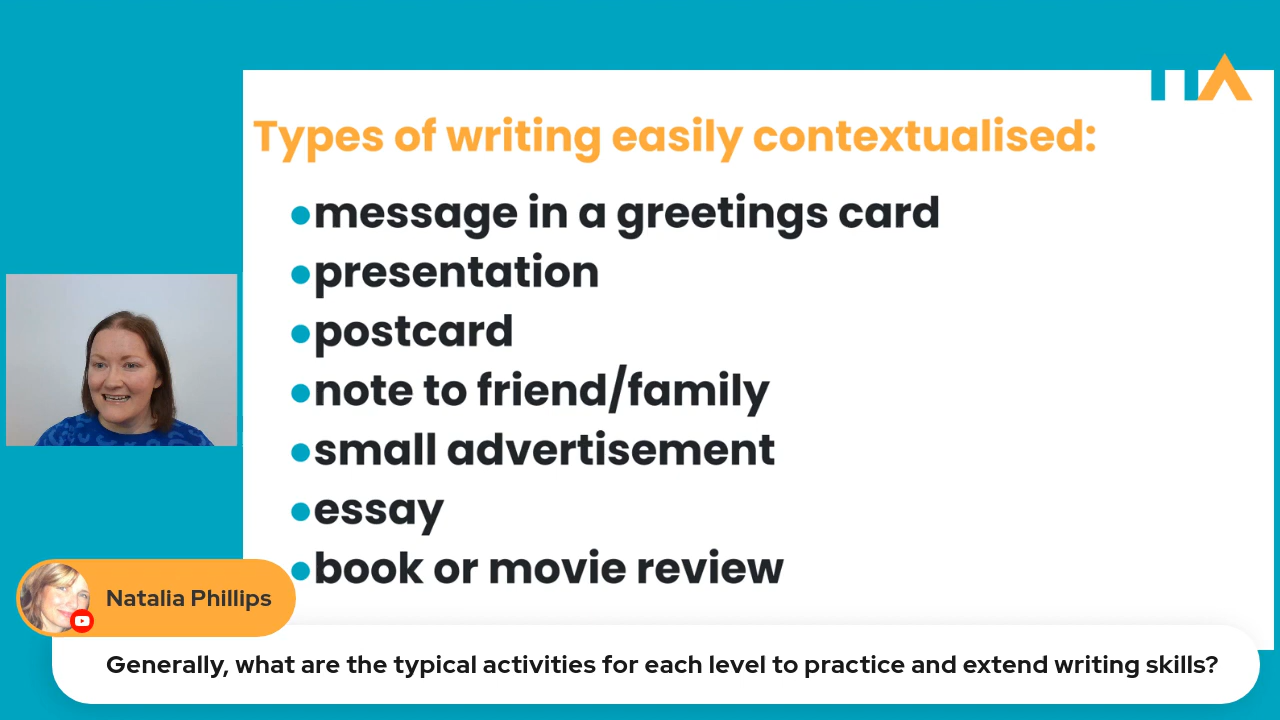 Types of writing easily contextualised:
•message in a greetings card
•presentation
•postcard
•note to friend/family
•small advertisement
•essay
•book or movie review
Natalia Phillips
Generally, what are the typical activities for each level to practice and extend writing skills?